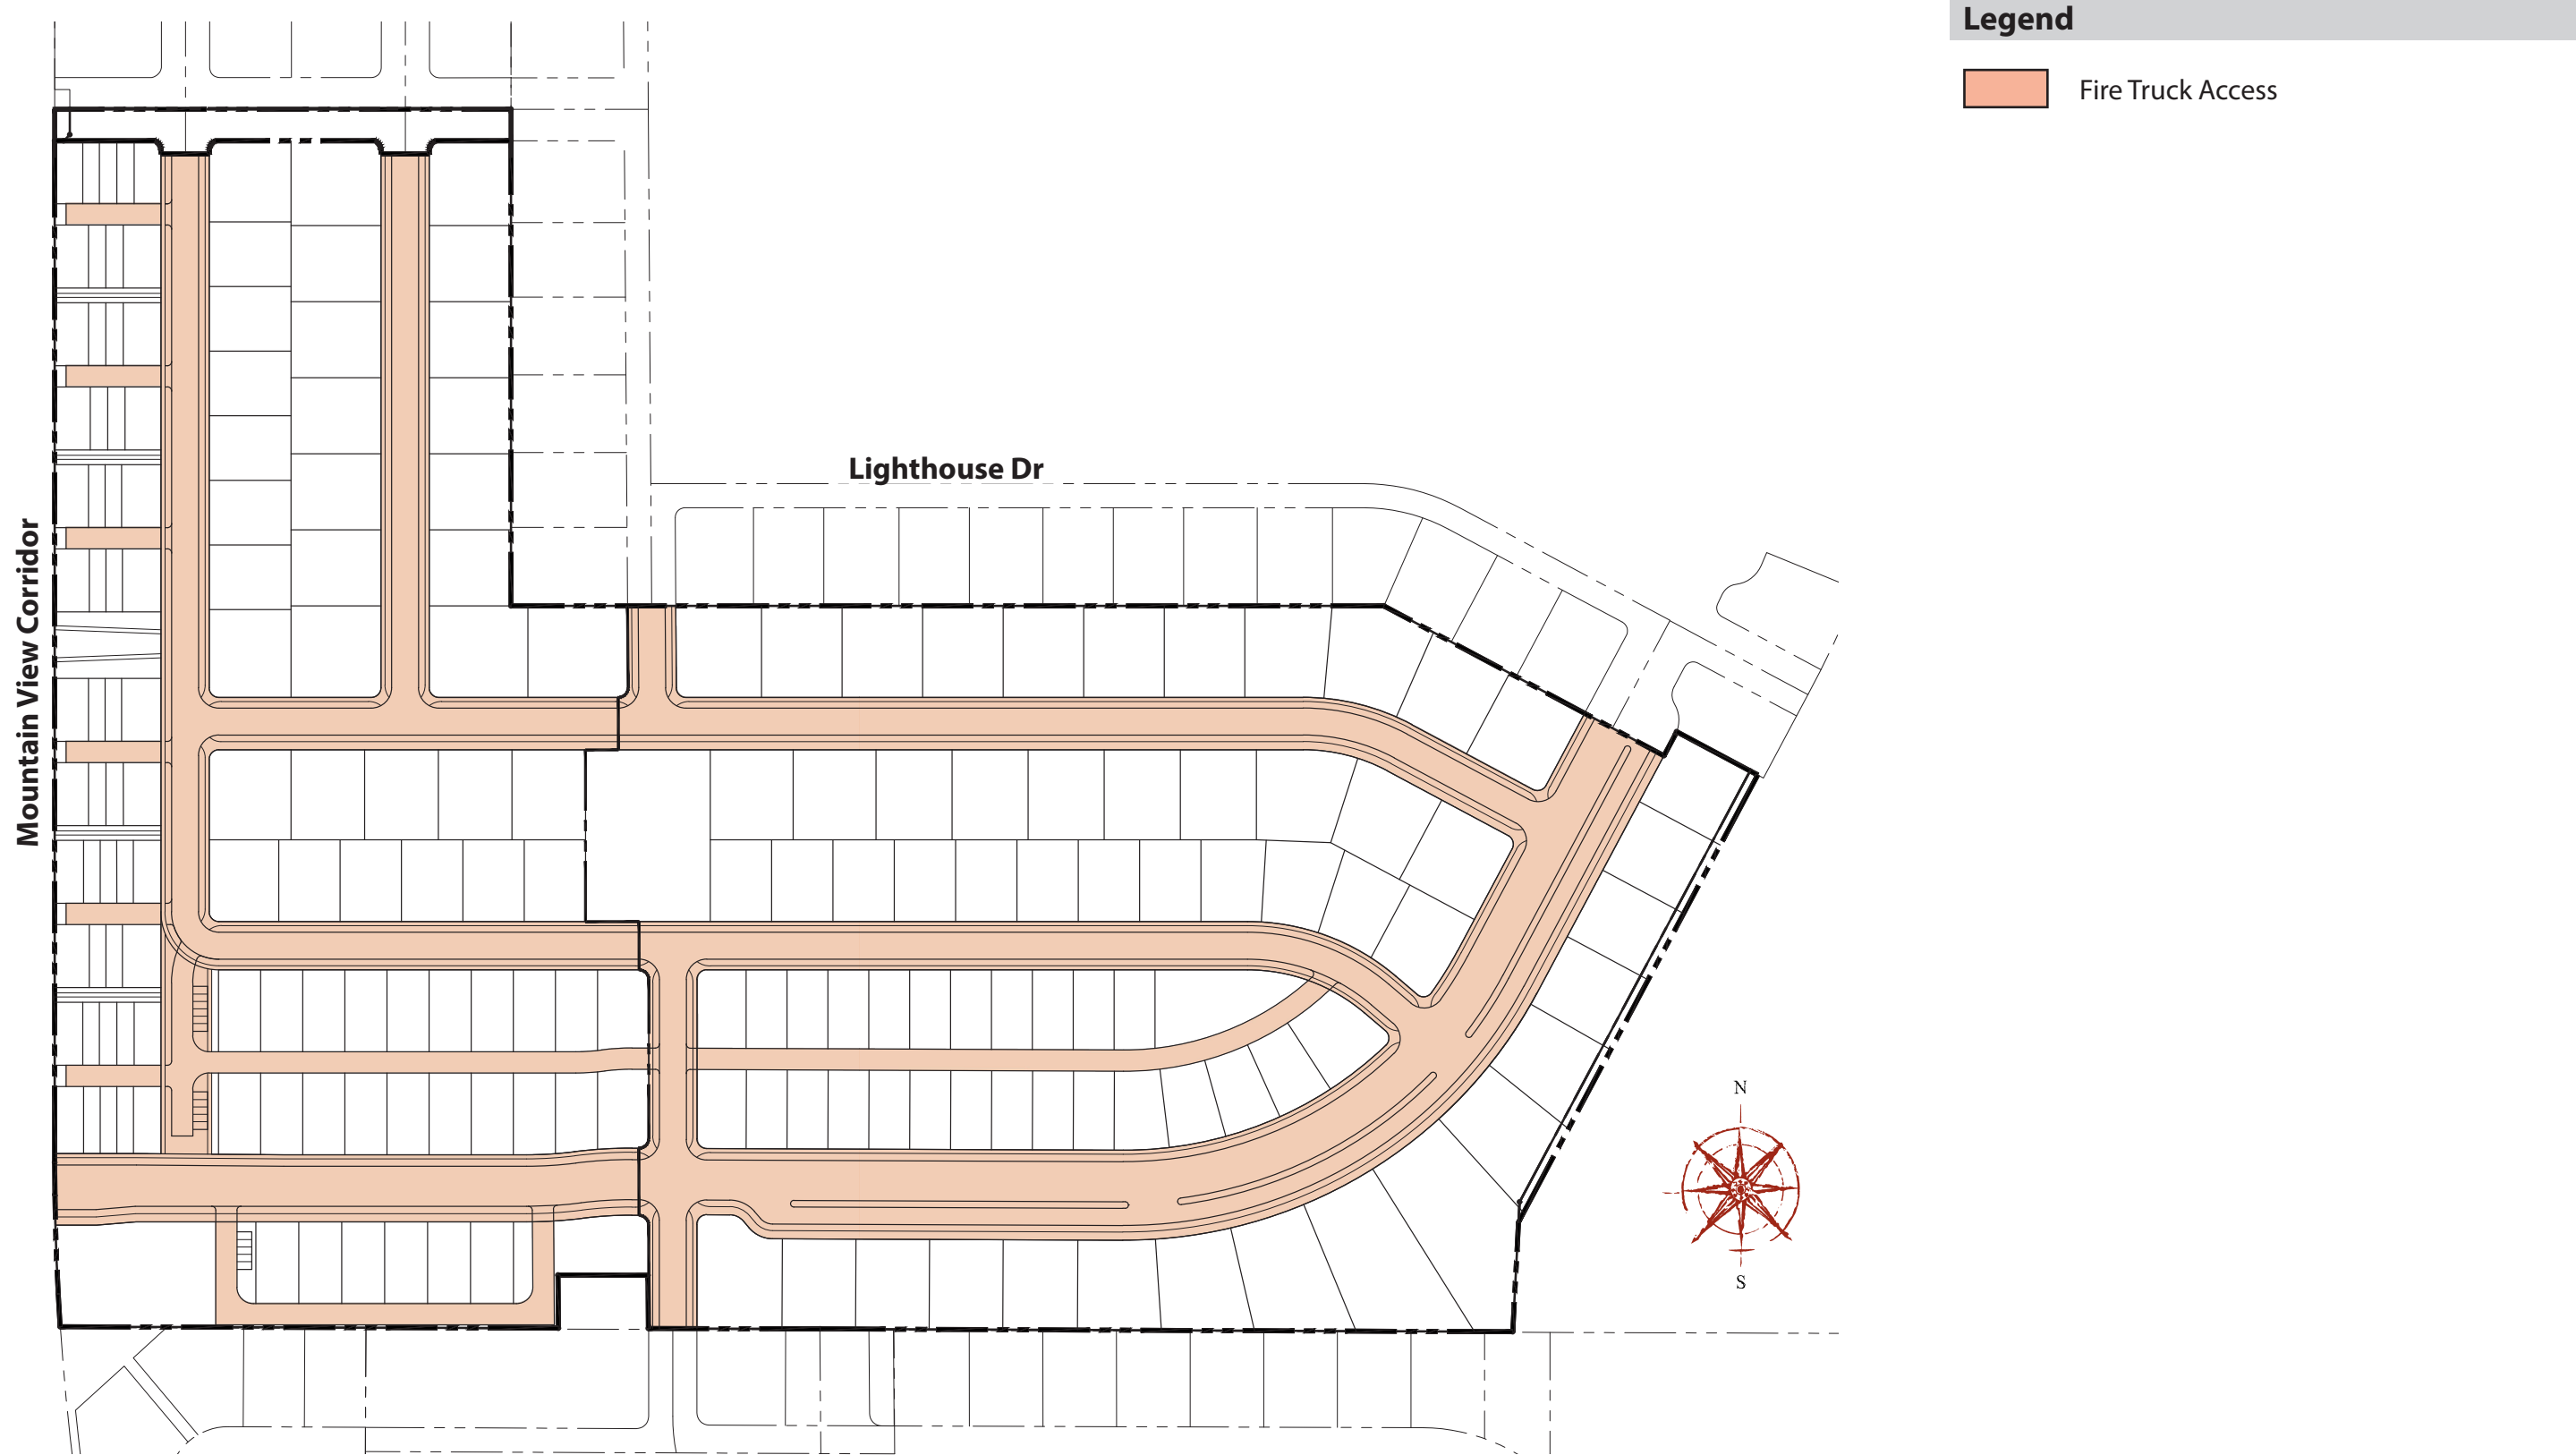 Legend
Fire Truck Access
Lighthouse Dr
Mountain View Corridor
N
S